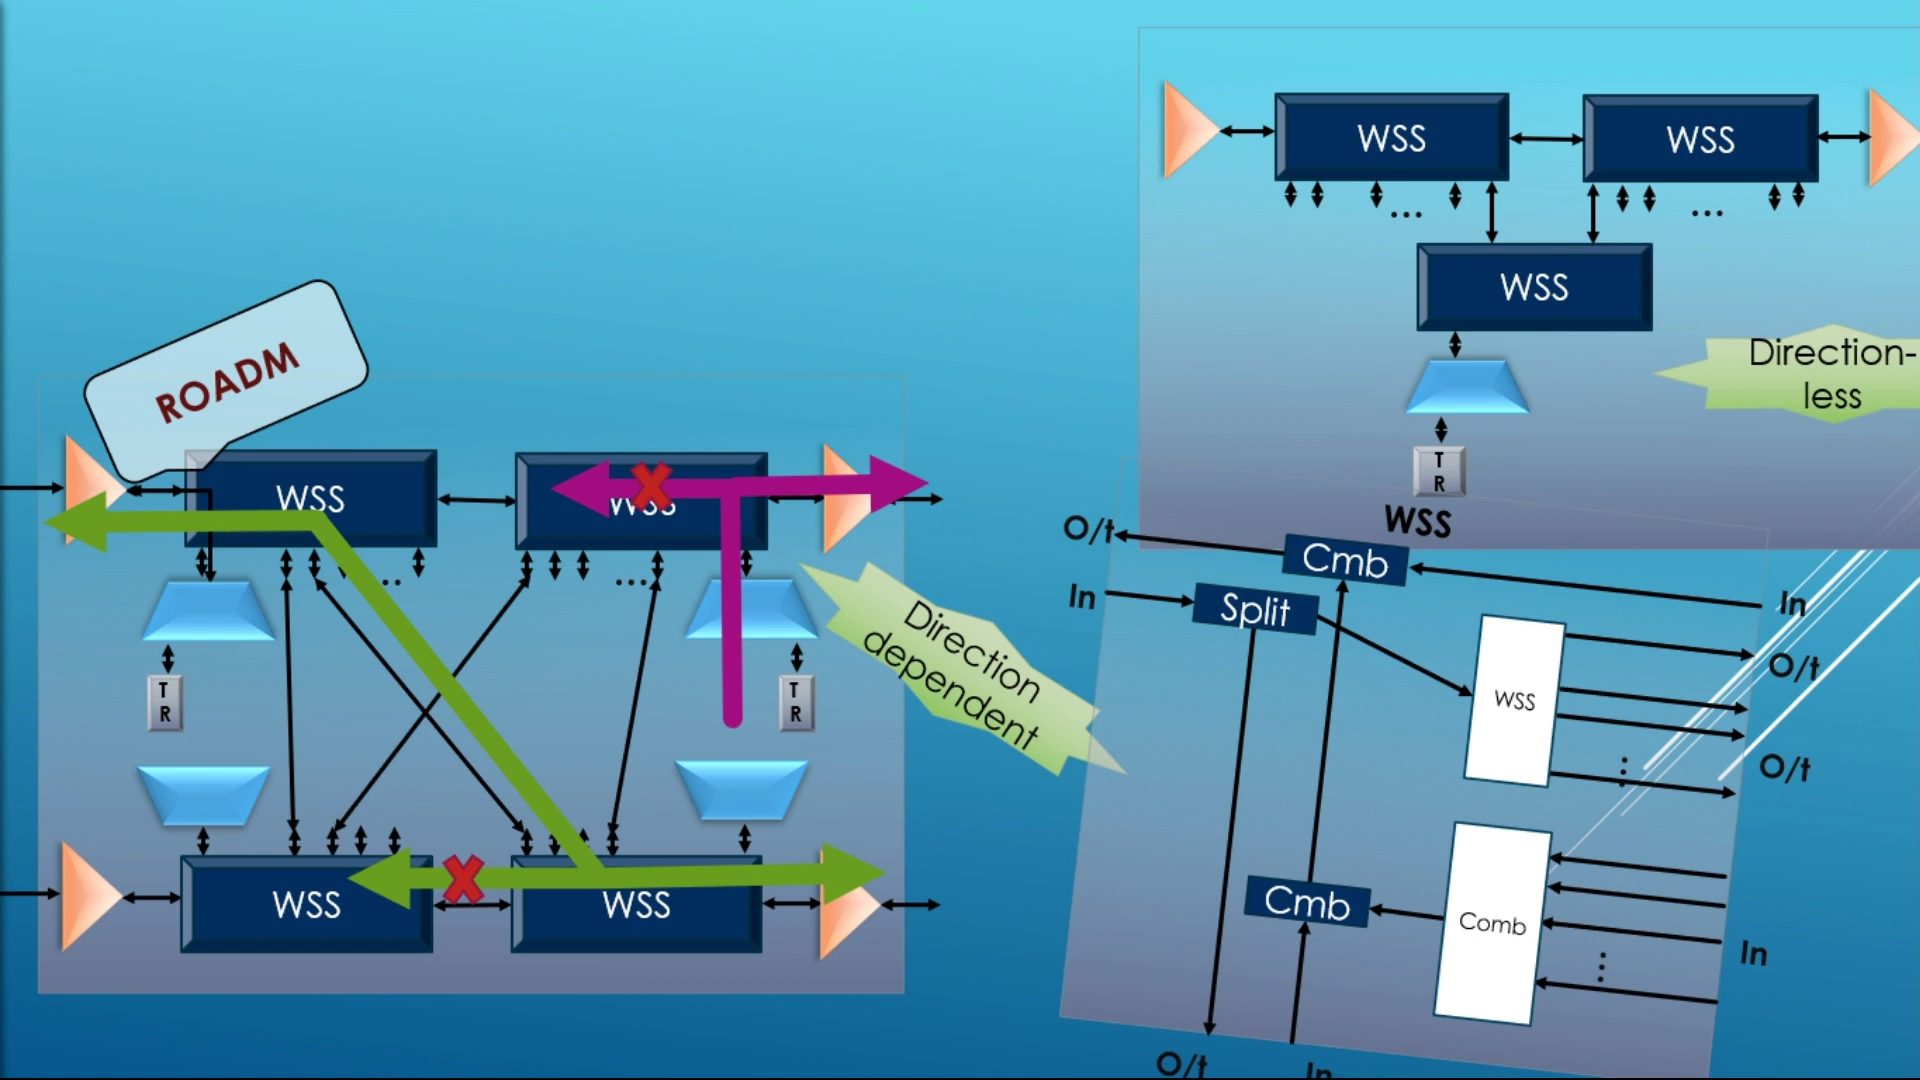 WSS
WSS
WSS
Direction-
less
T
R
ROADM
WSS
WSS
...
...
Direction
dependent
T
R
T
R
WSS
WSS
WSS
O/t
Cmb
In
In
Split
O/t
WSS
O/t
Cmb
Comb
In
O/t
In